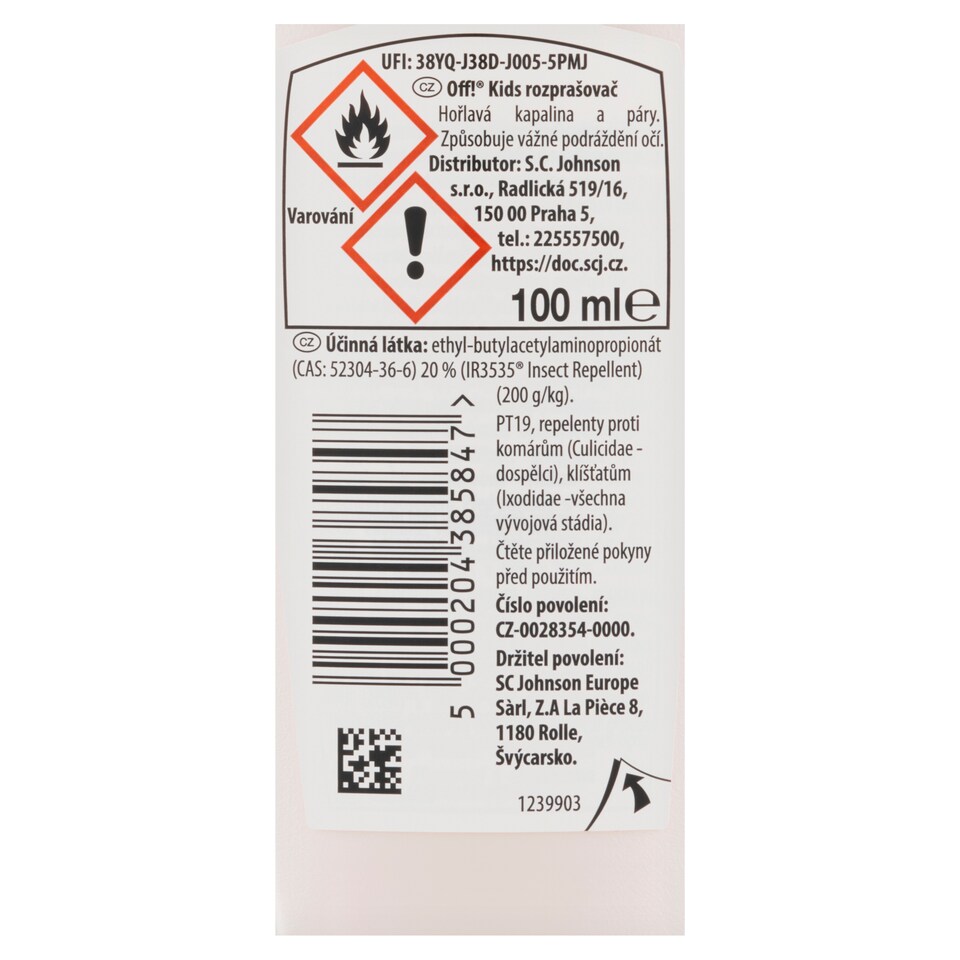 UFI: 38YQ-J38D-J005-5PMJ
CZ Off!® Kids rozprašovač
Hořlavá kapalina a páry.
Způsobuje vážné podráždění očí.
Distributor: S.C. Johnson
s.r.o., Radlická 519/16,
Varování
150 00 Praha 5,
tel.: 225557500,
https://doc.scj.cz.
100 ml e
CZ Účinná látka: ethyl-butylacetylaminopropionát
(CAS: 52304-36-6) 20 % (IR3535® Insect Repellent)
(200 g/kg).
PT19, repelenty proti
komárům (Culicidae -
dospělci), klíšťatům
(Ixodidae -všechna
vývojová stádia).
Čtěte přiložené pokyny
před použitím.
Číslo povolení:
CZ-0028354-0000.
Držitel povolení:
SC Johnson Europe
Sàrl, Z.A La Pièce 8,
1180 Rolle,
Švýcarsko.
5 000204 385847 >
1239903